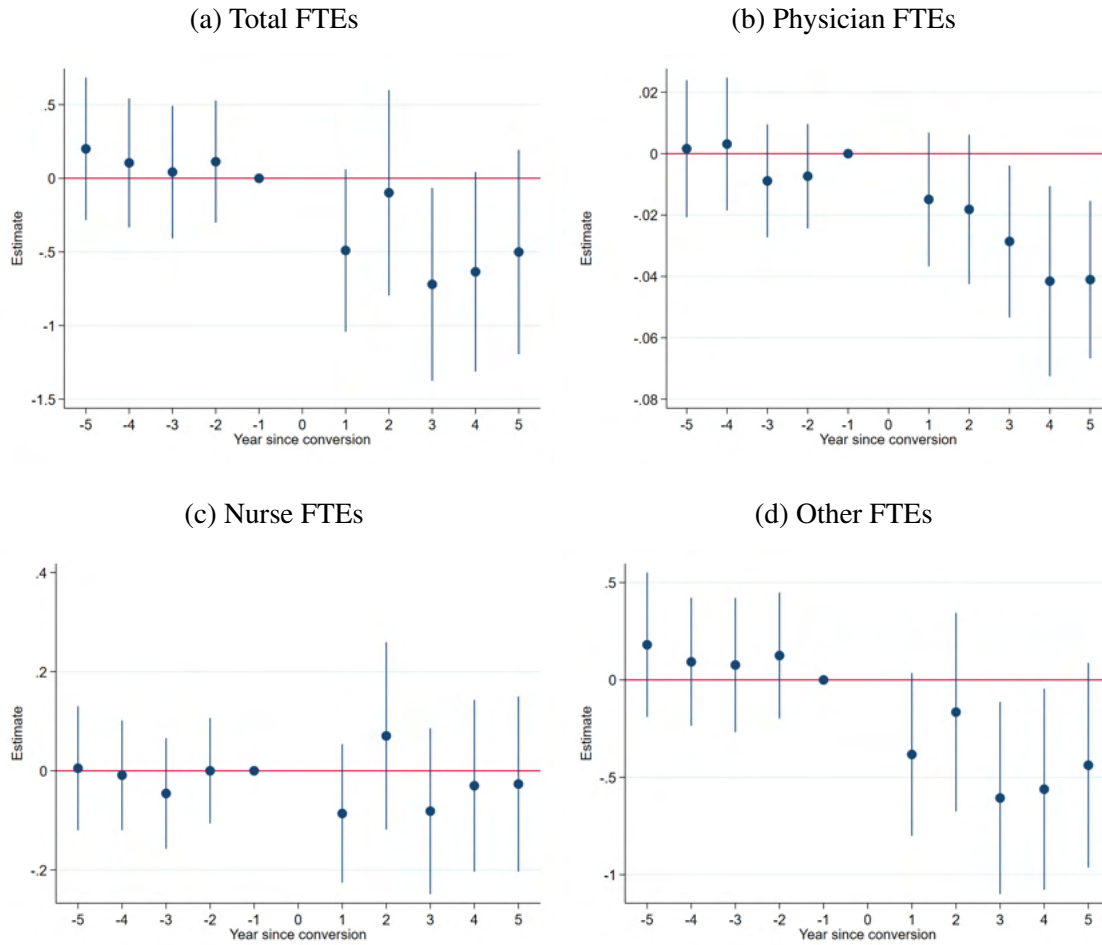 (a) Total FTEs
.5
0
-.5
-1
-1.5
Estimate
-5 -4 -3 -2 -1 0 1 2 3 4 5
Year since conversion
(b) Physician FTEs
.02
0
-.02
-.04
-.06
-.08
Estimate
-5 -4 -3 -2 -1 0 1 2 3 4 5
Year since conversion
(c) Nurse FTEs
.4
.2
0
-.2
Estimate
-5 -4 -3 -2 -1 0 1 2 3 4 5
Year since conversion
(d) Other FTEs
.5
0
-.5
-1
Estimate
-5 -4 -3 -2 -1 0 1 2 3 4 5
Year since conversion